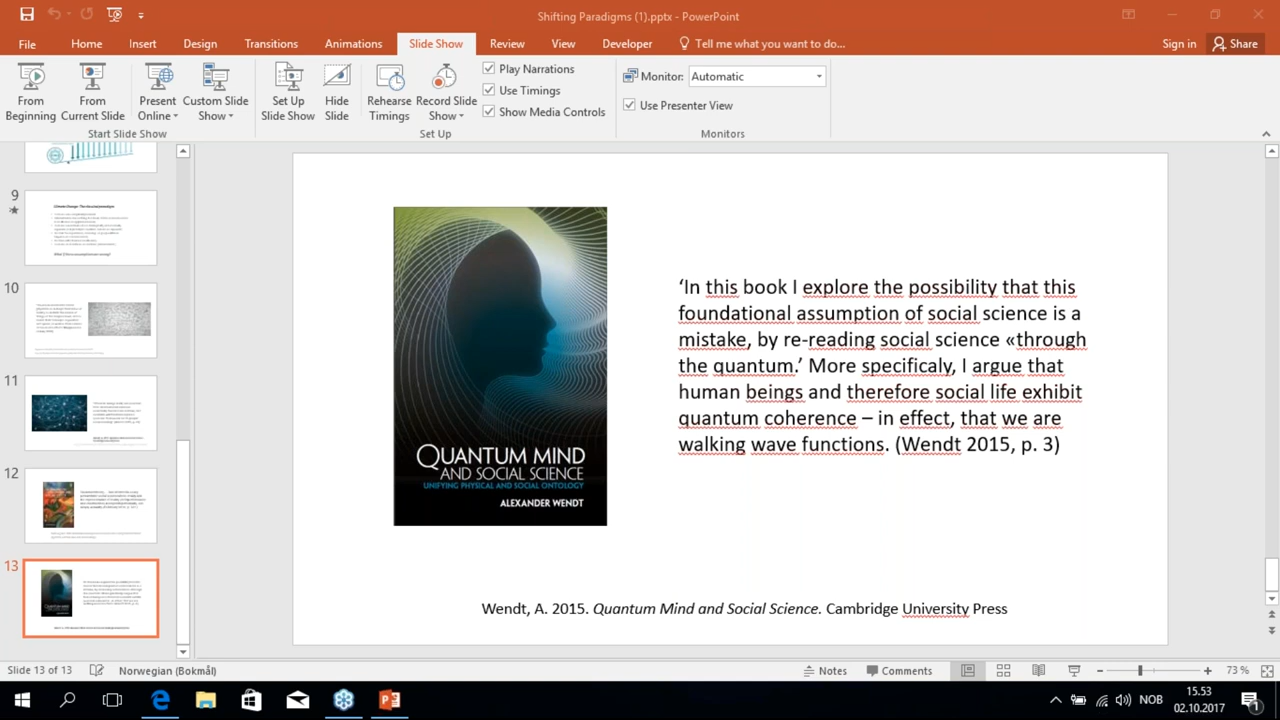 Shifting Paradigms (1).pptx - PowerPoint
File Home Insert Design Transitions Animations Slide Show Review View Developer Tell me what you want to do... Sign in Share
From Beginning
From Current Slide
Present Online
Custom Slide Show
Set Up Slide Show
Hide Slide
Rehearse Timings
Record Slide Show
Play Narrations
Use Timings
Show Media Controls
Monitor: Automatic
Use Presenter View
Start Slide Show
Set Up
Monitors
9
10
11
12
13
QUANTUM MIND
AND SOCIAL SCIENCE
UNIFYING PHYSICAL AND SOCIAL ONTOLOGY
ALEXANDER WENDT
‘In this book I explore the possibility that this
foundational assumption of social science is a
mistake, by re-reading social science «through
the quantum.’ More specificaly, I argue that
human beings and therefore social life exhibit
quantum coherence – in effect, that we are
walking wave functions. (Wendt 2015, p. 3)
Wendt, A. 2015. Quantum Mind and Social Science. Cambridge University Press
Slide 13 of 13 Norwegian (Bokmål) Notes Comments 73 %
NOB
15.53
02.10.2017
1